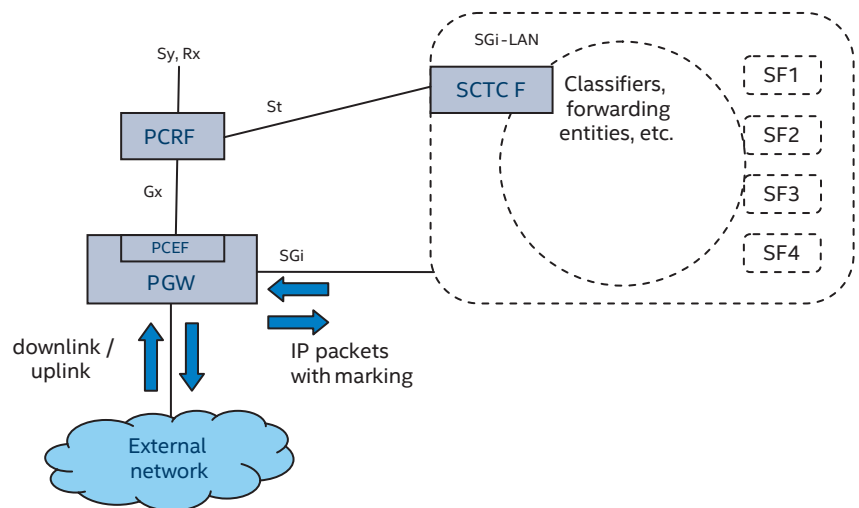 SGi-LAN
Sy, Rx
SCTC F
Classifiers,
forwarding
entities, etc.
SF1
St
PCRF
SF2
Gx
SF3
PCEF
SGi
SF4
PGW
downlink /
uplink
IP packets
with marking
External
network